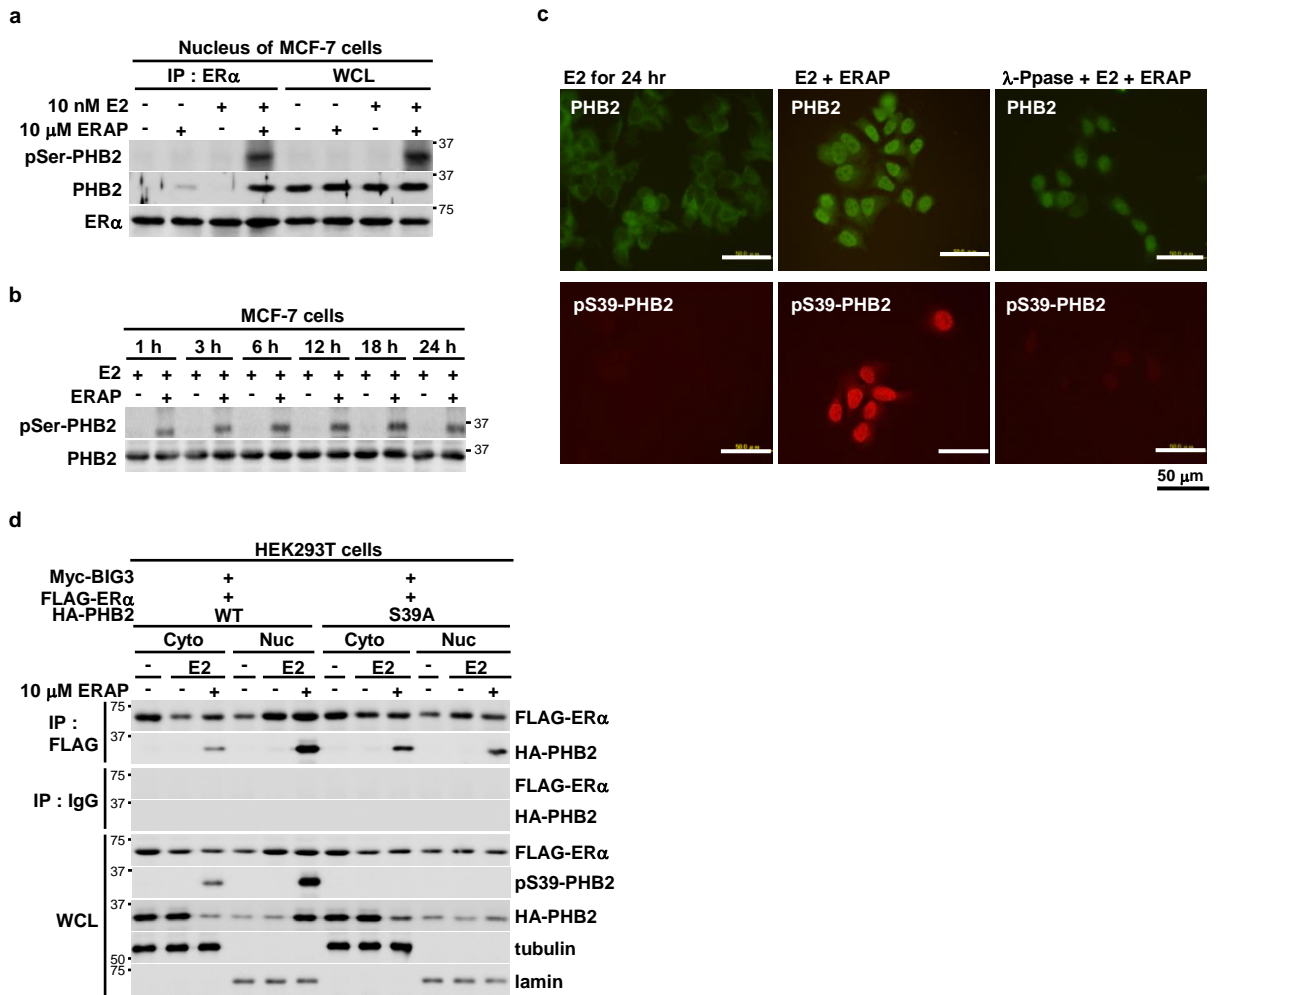 a
Nucleus of MCF-7 cells
IP : ERα WCL
10 nM E2 - - + + - - + +
10 μM ERAP - + - + - + - +
pSer-PHB2 37
PHB2 37
ERα 75
b
MCF-7 cells
1 h 3 h 6 h 12 h 18 h 24 h
E2 + + + + + + + + + + + +
ERAP - + - + - + - + - + - +
pSer-PHB2 37
PHB2 37
c
E2 for 24 hr E2 + ERAP λ-Ppase + E2 + ERAP
PHB2 PHB2 PHB2
pS39-PHB2 pS39-PHB2 pS39-PHB2
50 μm
d
HEK293T cells
Myc-BIG3 + +
FLAG-ERα + +
HA-PHB2 WT S39A
Cyto Nuc Cyto Nuc
- E2 - E2 - E2 - E2
10 μM ERAP - - + - - + - - + - - +
IP : FLAG
75 FLAG-ERα
37 HA-PHB2
IP : IgG
75 FLAG-ERα
37 HA-PHB2
WCL
75 FLAG-ERα
37 pS39-PHB2
37 HA-PHB2
50 tubulin
75 lamin